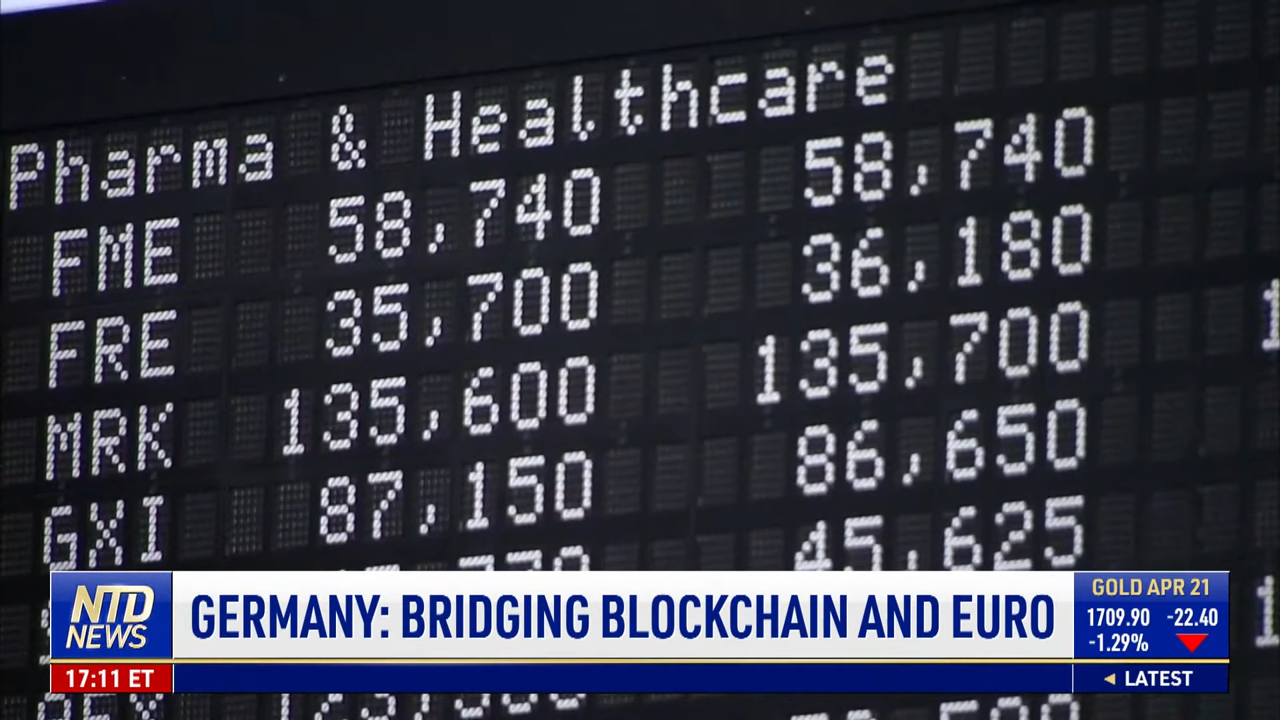 Pharma & Healthcare
FME 58,740 58,740
FRE 35,700 36,180
MRK 135,600 135,700
GXI 87,150 86,650
45,625
NTD NEWS
GERMANY: BRIDGING BLOCKCHAIN AND EURO
GOLD APR 21
1709.90 -22.40
-1.29%
17:11 ET
◄ LATEST